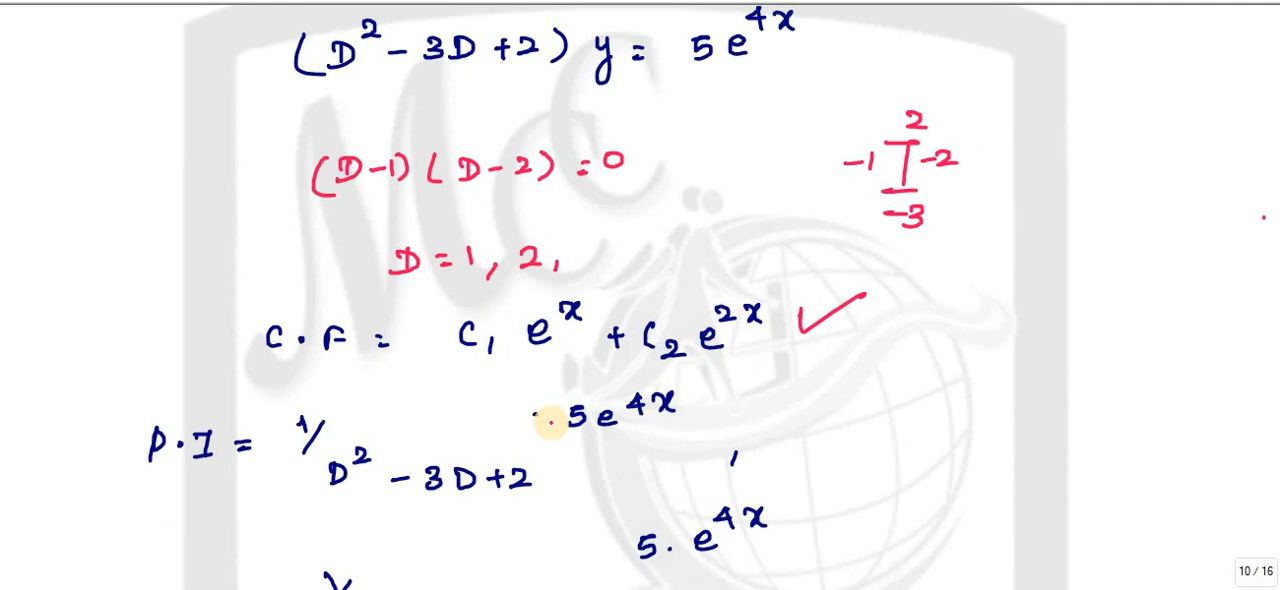 (D² - 3D + 2) y = 5e^{4x}
2
(D-1)(D-2) = 0
-1 -2
-3
D = 1, 2,
C.F = C₁ e^{x} + C₂ e^{2x} ✓
5e^{4x}
P.I = 1/
D² - 3D + 2
5. e^{4x}
10 / 16
MCC